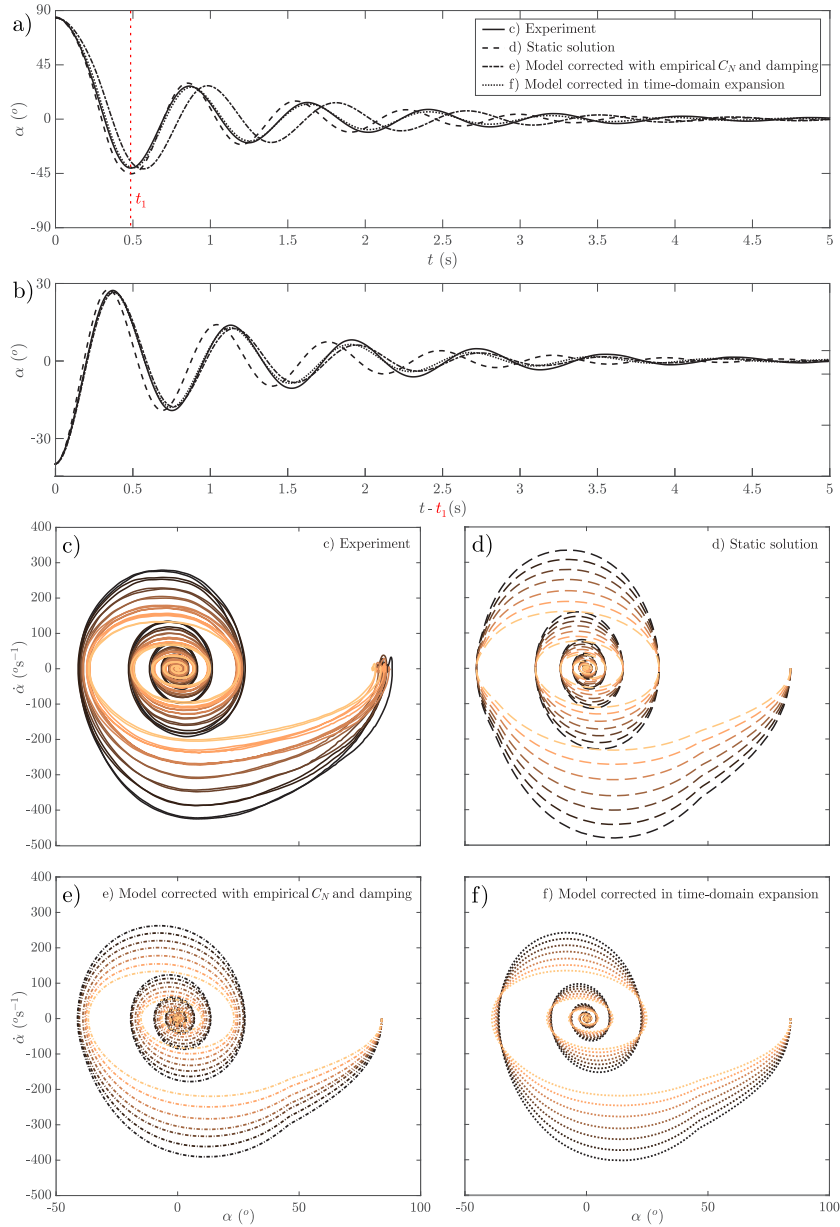 a)
90
45
0
-45
-90
α (°)
c) Experiment
d) Static solution
e) Model corrected with empirical C_N and damping
f) Model corrected in time-domain expansion
t₁
0 0.5 1 1.5 2 2.5 3 3.5 4 4.5 5
t (s)
b)
30
0
-30
α (°)
0 0.5 1 1.5 2 2.5 3 3.5 4 4.5 5
t - t₁(s)
c)
c) Experiment
400
300
200
100
0
-100
-200
-300
-400
-500
α̇ (°s⁻¹)
d)
d) Static solution
e)
e) Model corrected with empirical C_N and damping
400
300
200
100
0
-100
-200
-300
-400
-500
α̇ (°s⁻¹)
-50 0 50 100
α (°)
f)
f) Model corrected in time-domain expansion
-50 0 50 100
α (°)